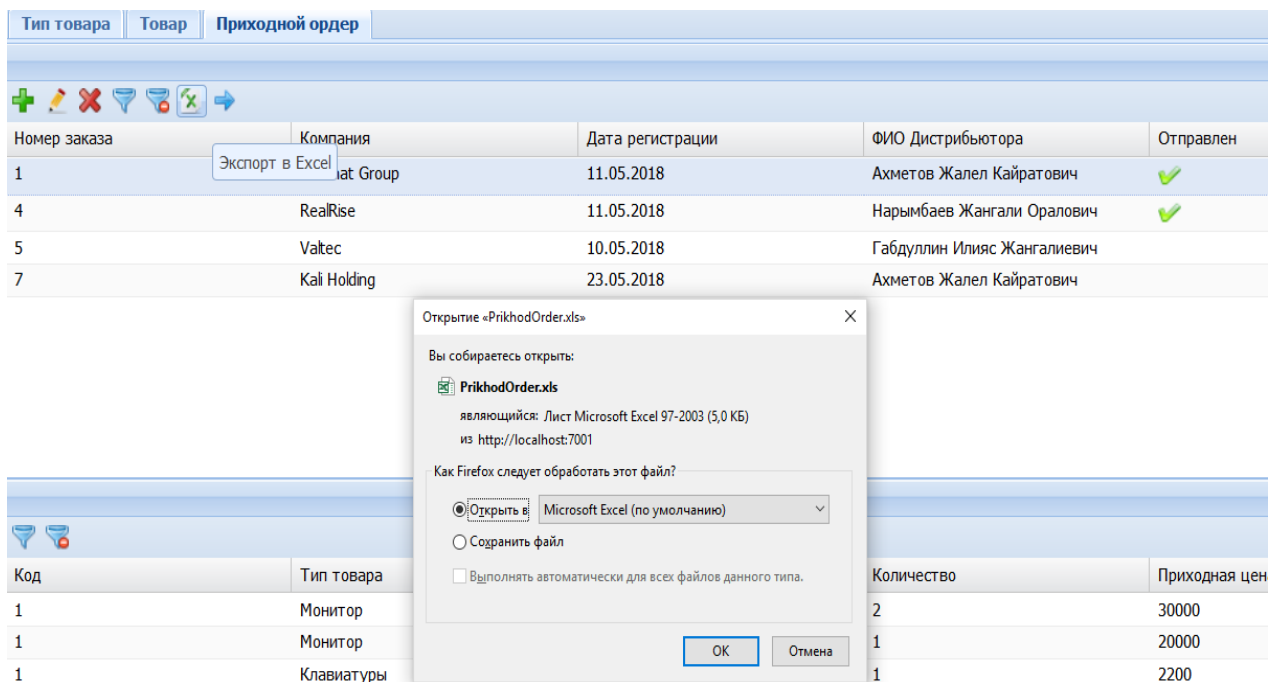 Тип товара Товар Приходной ордер
Номер заказа Компания Дата регистрации ФИО Дистрибьютора Отправлен
Экспорт в Excel
1 Group 11.05.2018 Ахметов Жалел Кайратович
4 RealRise 11.05.2018 Нарымбаев Жангали Оралович
5 Valtec 10.05.2018 Габдуллин Илияс Жангалиевич
7 Kali Holding 23.05.2018 Ахметов Жалел Кайратович
Открытие «PrikhodOrder.xls»
Вы собираетесь открыть:
PrikhodOrder.xls
являющийся: Лист Microsoft Excel 97-2003 (5,0 КБ)
из http://localhost:7001
Как Firefox следует обработать этот файл?
Открыть в Microsoft Excel (по умолчанию)
Сохранить файл
Выполнять автоматически для всех файлов данного типа.
ОК Отмена
Код Тип товара Количество Приходная цен
1 Монитор 2 30000
1 Монитор 1 20000
1 Клавиатуры 1 2200